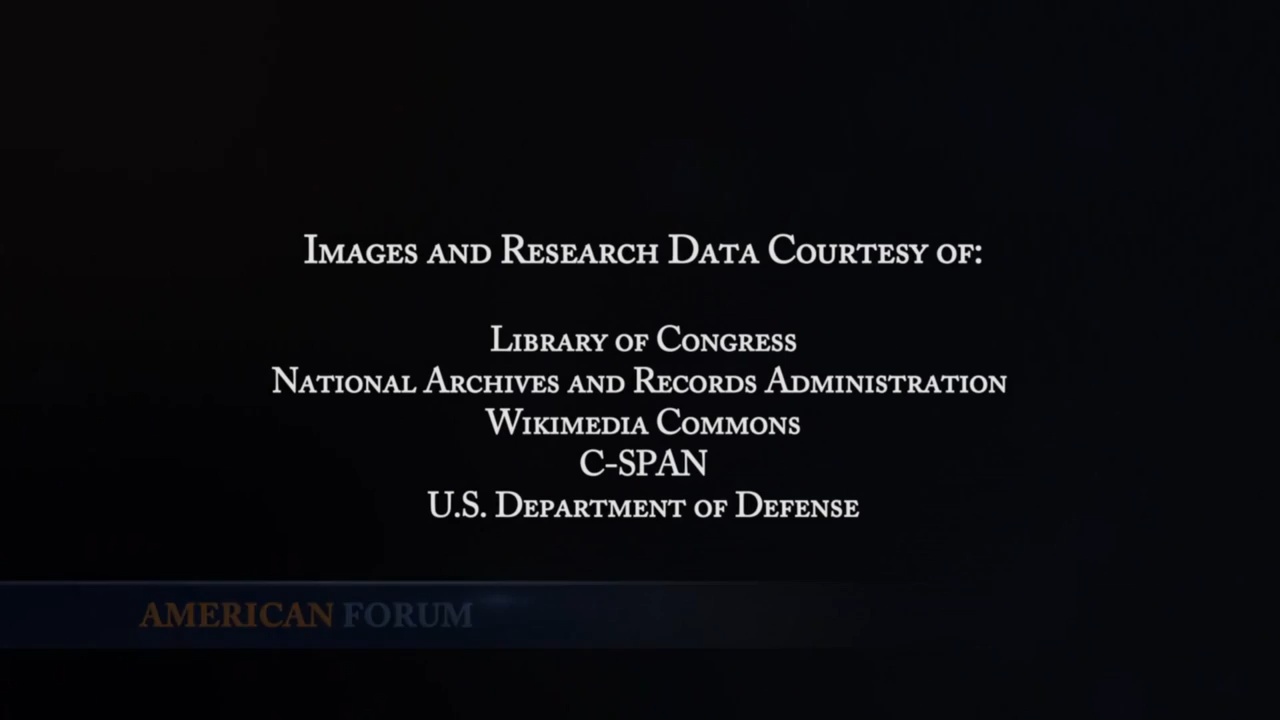 Images and Research Data Courtesy of:
Library of Congress
National Archives and Records Administration
Wikimedia Commons
C-SPAN
U.S. Department of Defense
AMERICAN FORUM